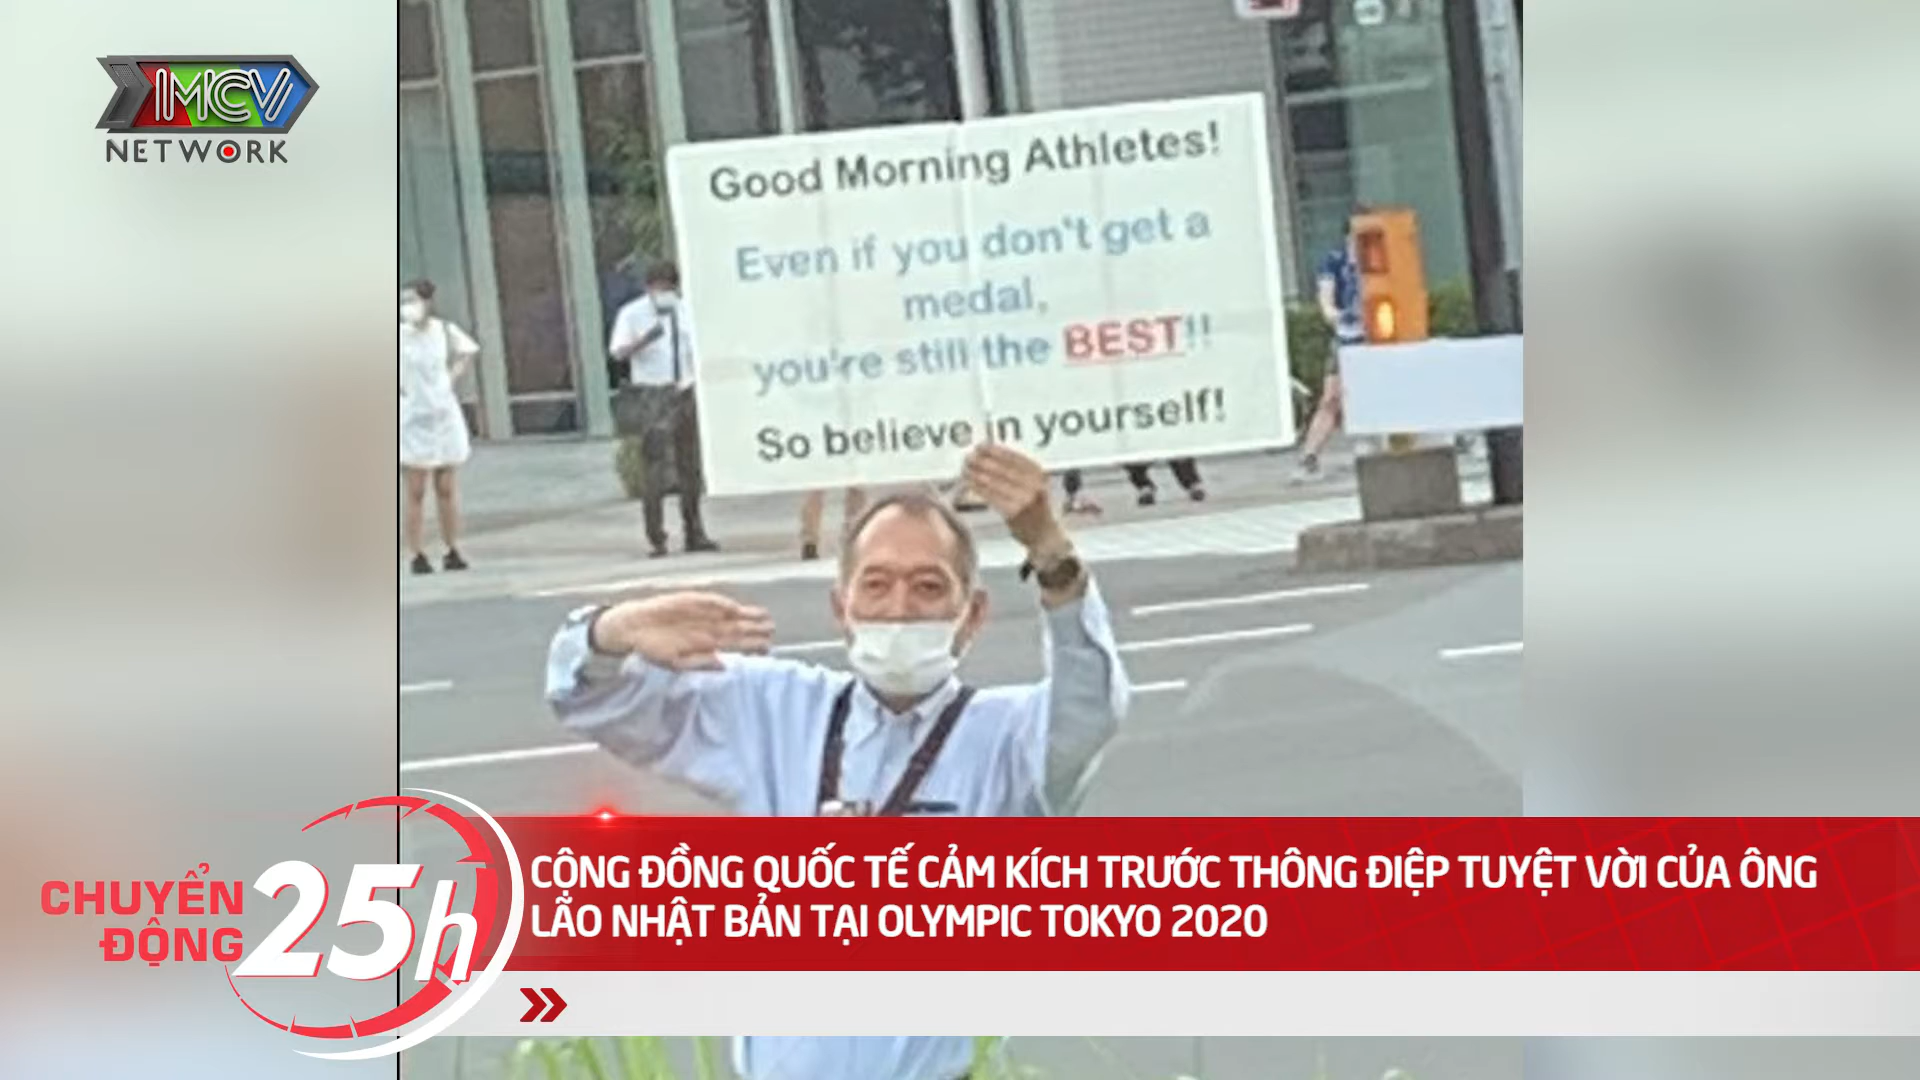 MCV
NETWORK
Good Morning Athletes!
Even if you don't get a
medal,
you're still the BEST!!
So believe in yourself!
CHUYỂN
ĐỘNG
25h
CỘNG ĐỒNG QUỐC TẾ CẢM KÍCH TRƯỚC THÔNG ĐIỆP TUYỆT VỜI CỦA ÔNG
LÃO NHẬT BẢN TẠI OLYMPIC TOKYO 2020